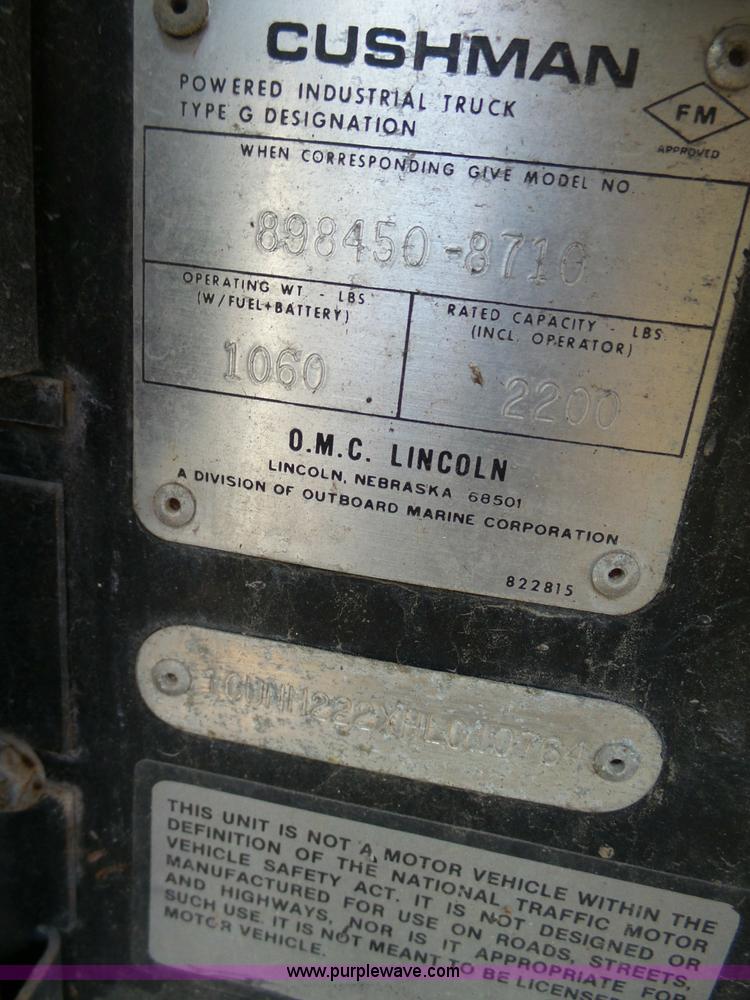 CUSHMAN
POWERED INDUSTRIAL TRUCK
TYPE G DESIGNATION
FM
APPROVED
WHEN CORRESPONDING GIVE MODEL NO.
898450-8710
OPERATING WT. - LBS.
(W/FUEL+BATTERY)
1060
RATED CAPACITY - LBS.
(INCL. OPERATOR)
2200
O.M.C. LINCOLN
LINCOLN, NEBRASKA 68501
A DIVISION OF OUTBOARD MARINE CORPORATION
822815
THIS UNIT IS NOT A MOTOR VEHICLE WITHIN THE
DEFINITION OF THE NATIONAL TRAFFIC MOTOR
VEHICLE SAFETY ACT. IT IS NOT DESIGNED OR
MANUFACTURED FOR USE ON ROADS, STREETS,
AND HIGHWAYS, NOR IS IT APPROPRIATE FOR
SUCH USE. IT IS NOT MEANT TO BE
MOTOR VEHICLE.
www.purplewave.com